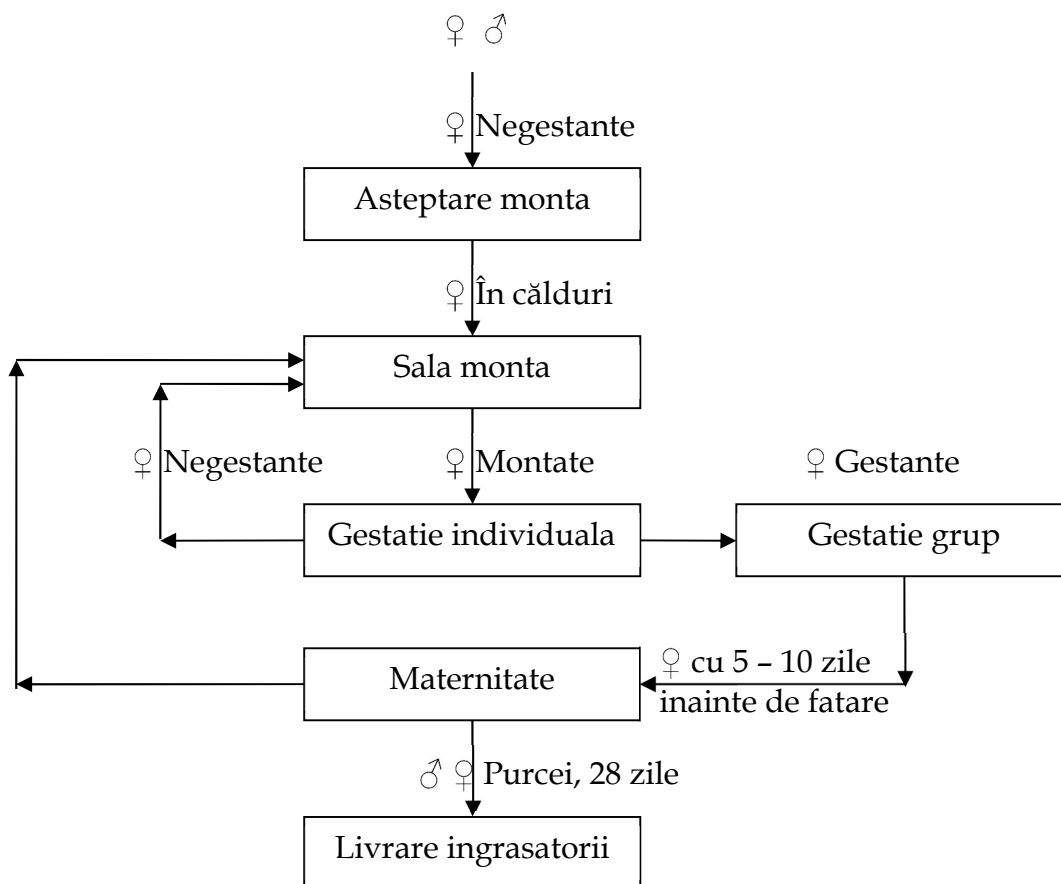 ♀ ♂
♀ Negestante
Asteptare monta
♀ În călduri
Sala monta
♀ Negestante
♀ Montate
♀ Gestante
Gestatie individuala
Gestatie grup
Maternitate
♀ cu 5 – 10 zile
inainte de fatare
♂ ♀ Purcei, 28 zile
Livrare ingrasatorii